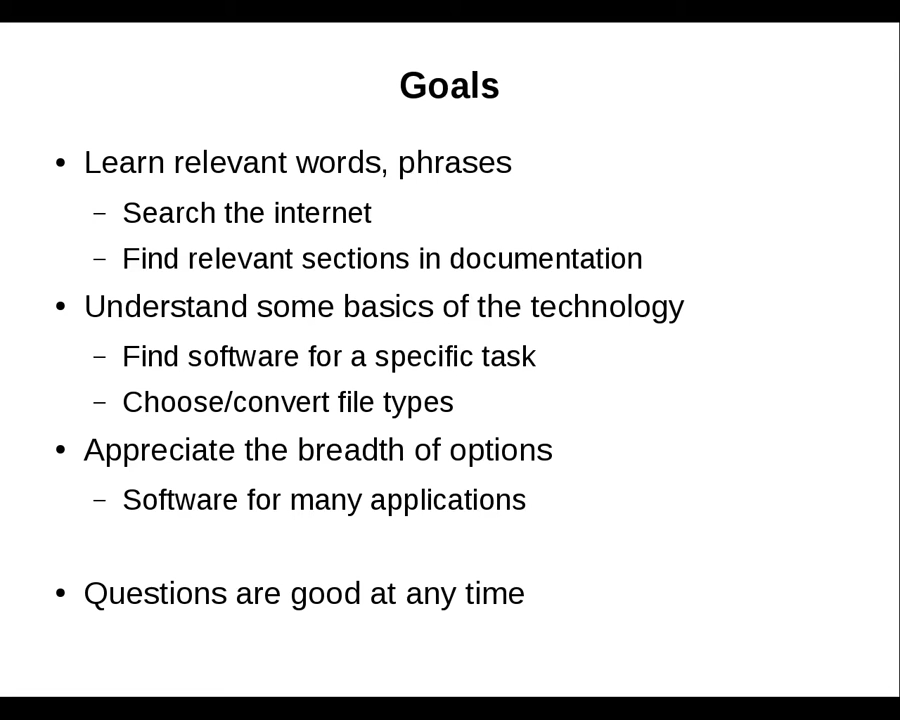 Goals
• Learn relevant words, phrases
– Search the internet
– Find relevant sections in documentation
• Understand some basics of the technology
– Find software for a specific task
– Choose/convert file types
• Appreciate the breadth of options
– Software for many applications
• Questions are good at any time